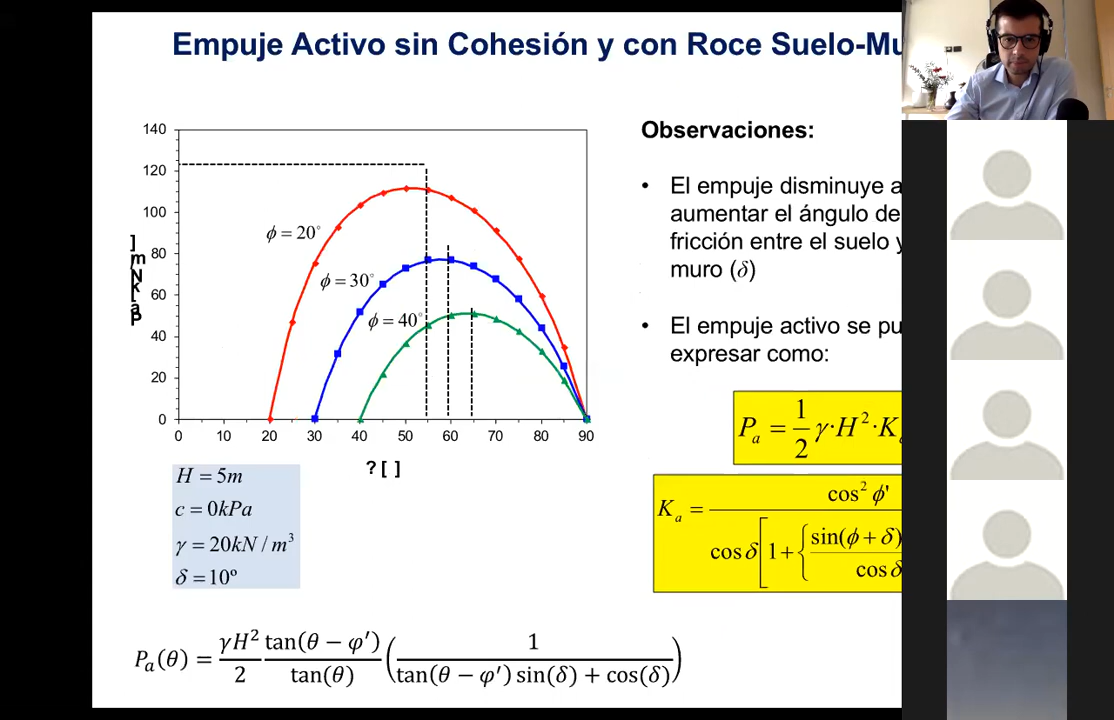 Empuje Activo sin Cohesión y con Roce Suelo-Mu
140
120
100
80
60
40
20
0
Pa[kN/m]
ϕ = 20°
ϕ = 30°
ϕ = 40°
0 10 20 30 40 50 60 70 80 90
? [ ]
H = 5m
c = 0kPa
γ = 20kN / m³
δ = 10º
Observaciones:
• El empuje disminuye a
aumentar el ángulo de
fricción entre el suelo y
muro (δ)
• El empuje activo se pu
expresar como:
P_a = 1/2 γ·H²·K
K_a = cos² ϕ' / cos δ [1 + { sin(ϕ + δ) / cos δ
P_a(θ) = γH²/2 tan(θ − φ′)/tan(θ) (1/(tan(θ − φ′) sin(δ) + cos(δ)))